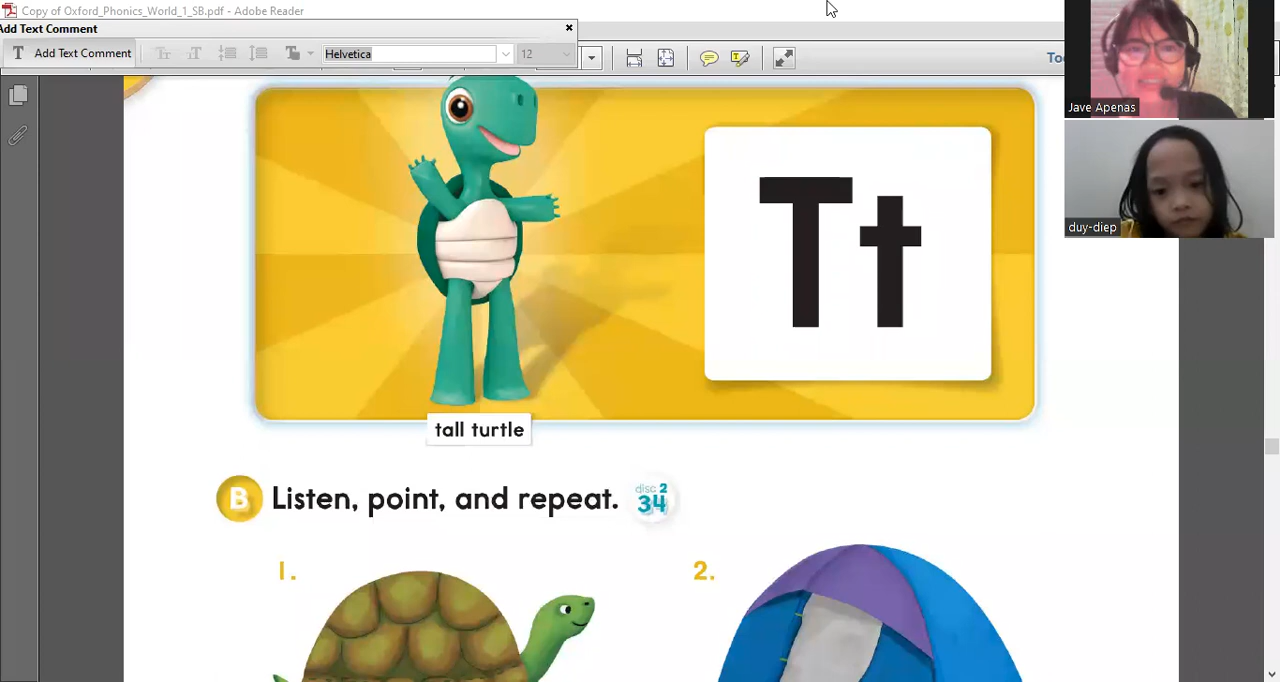 Copy of Oxford_Phonics_World_1_SB.pdf - Adobe Reader
Add Text Comment
T Add Text Comment Helvetica 12
Jave Apenas
duy-diep
Tt
tall turtle
B Listen, point, and repeat. disc 2 34
1. 2.